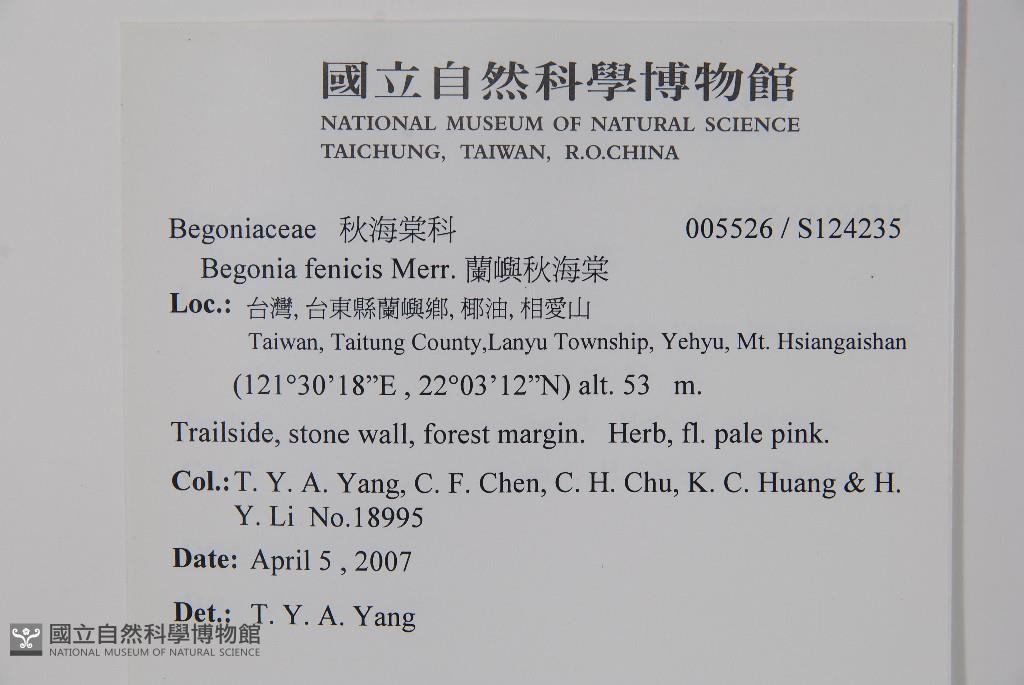 國立自然科學博物館
NATIONAL MUSEUM OF NATURAL SCIENCE
TAICHUNG, TAIWAN, R.O.CHINA
Begoniaceae 秋海棠科 005526 / S124235
Begonia fenicis Merr. 蘭嶼秋海棠
Loc.: 台灣, 台東縣蘭嶼鄉, 椰油, 相愛山
Taiwan, Taitung County,Lanyu Township, Yehyu, Mt. Hsiangaishan
(121°30’18”E , 22°03’12”N) alt. 53 m.
Trailside, stone wall, forest margin. Herb, fl. pale pink.
Col.: T. Y. A. Yang, C. F. Chen, C. H. Chu, K. C. Huang & H.
Y. Li No.18995
Date: April 5 , 2007
Det.: T. Y. A. Yang
國立自然科學博物館
NATIONAL MUSEUM OF NATURAL SCIENCE